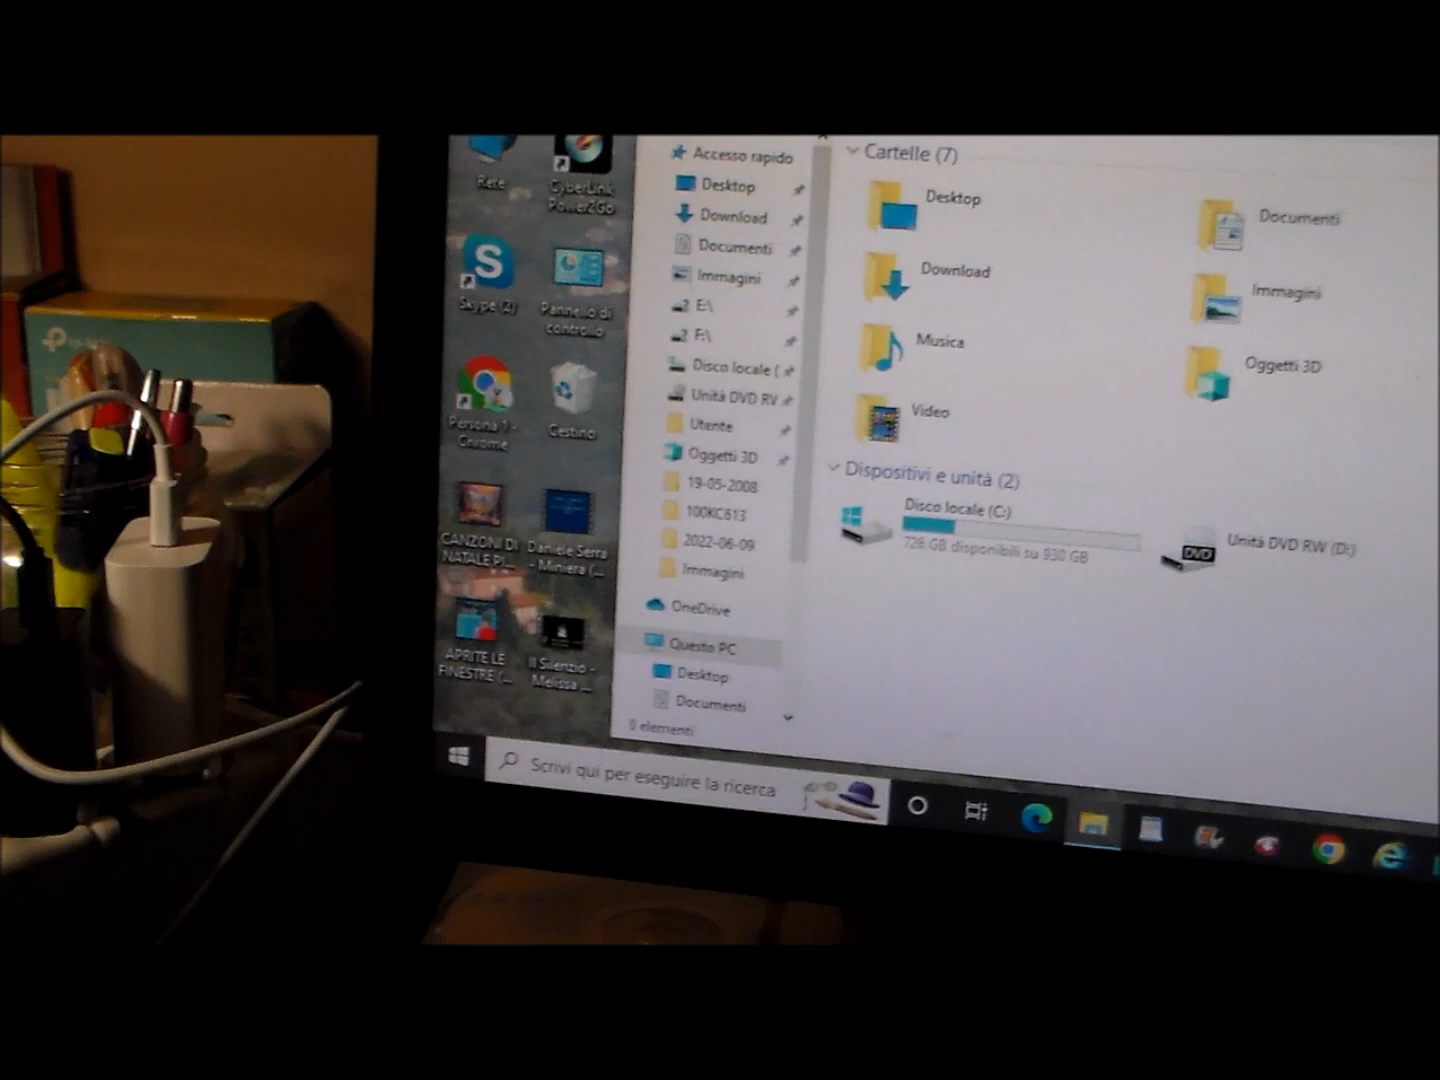 Rete
CyberLink
Power2Go
Skype (2)
Pannello di
controllo
Persona 1 -
Chrome
Cestino
CANZONI DI
NATALE P/...
Daniele Serra
- Miniera (...
APRITE LE
FINESTRE (...
Il Silenzio -
Melissa ...
Accesso rapido
Desktop
Download
Documenti
Immagini
E:\
F:\
Disco locale (
Unità DVD RV
Utente
Oggetti 3D
19-05-2008
100KC613
2022-06-09
Immagini
OneDrive
Questo PC
Desktop
Documenti
9 elementi
Cartelle (7)
Desktop
Documenti
Download
Immagini
Musica
Oggetti 3D
Video
Dispositivi e unità (2)
Disco locale (C:)
728 GB disponibili su 930 GB
DVD
Unità DVD RW (D:)
Scrivi qui per eseguire la ricerca